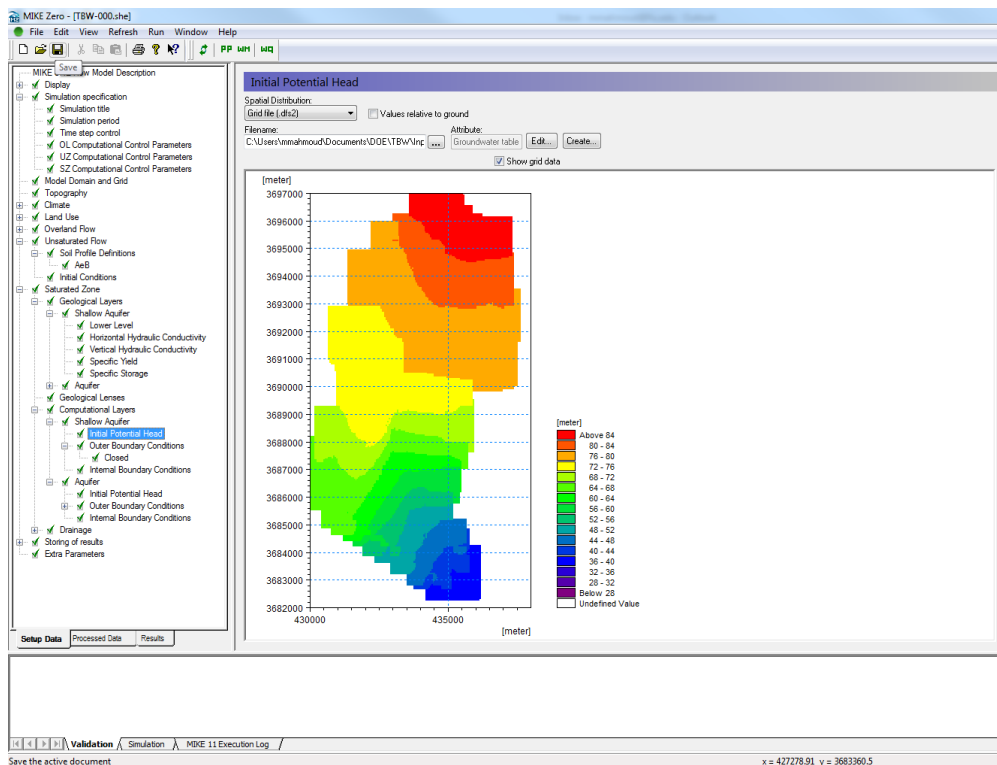 MIKE Zero - [TBW-000.she]
File Edit View Refresh Run Window Help
PP WM WQ
Save
MIKE Flow Model Description
Display
Simulation specification
Simulation title
Simulation period
Time step control
OL Computational Control Parameters
UZ Computational Control Parameters
SZ Computational Control Parameters
Model Domain and Grid
Topography
Climate
Land Use
Overland Flow
Unsaturated Flow
Soil Profile Definitions
AeB
Initial Conditions
Saturated Zone
Geological Layers
Shallow Aquifer
Lower Level
Horizontal Hydraulic Conductivity
Vertical Hydraulic Conductivity
Specific Yield
Specific Storage
Aquifer
Geological Lenses
Computational Layers
Shallow Aquifer
Initial Potential Head
Outer Boundary Conditions
Closed
Internal Boundary Conditions
Aquifer
Initial Potential Head
Outer Boundary Conditions
Internal Boundary Conditions
Drainage
Storing of results
Extra Parameters
Setup Data Processed Data Results
Initial Potential Head
Spatial Distribution:
Grid file (.dfs2) Values relative to ground
Filename: Attribute:
C:\Users\mmahmoud\Documents\DOE\TBW\Inp ... Groundwater table Edit... Create...
Show grid data
[meter]
3697000
3696000
3695000
3694000
3693000
3692000
3691000
3690000
3689000
3688000
3687000
3686000
3685000
3684000
3683000
3682000
430000 435000
[meter]
[meter]
Above 84
80 - 84
76 - 80
72 - 76
68 - 72
64 - 68
60 - 64
56 - 60
52 - 56
48 - 52
44 - 48
40 - 44
36 - 40
32 - 36
28 - 32
Below 28
Undefined Value
Validation Simulation MIKE 11 Execution Log
Save the active document x = 427278.91 y = 3683360.5